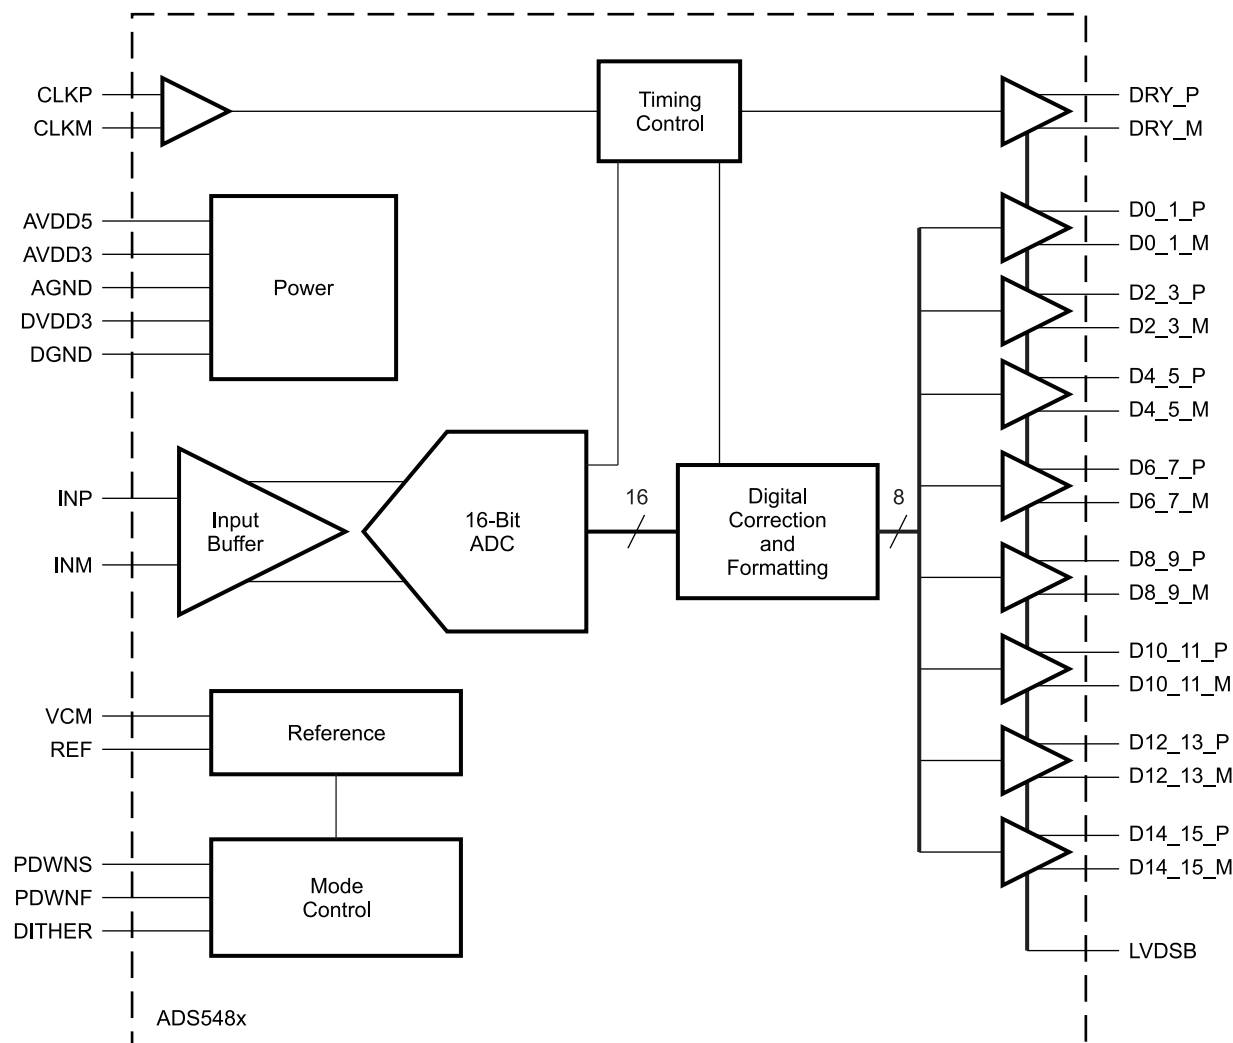 CLKP
CLKM
Timing
Control
DRY_P
DRY_M
AVDD5
AVDD3
AGND
DVDD3
DGND
Power
D0_1_P
D0_1_M
D2_3_P
D2_3_M
D4_5_P
D4_5_M
INP
INM
Input
Buffer
16-Bit
ADC
16
Digital
Correction
and
Formatting
8
D6_7_P
D6_7_M
D8_9_P
D8_9_M
D10_11_P
D10_11_M
VCM
REF
Reference
D12_13_P
D12_13_M
PDWNS
PDWNF
DITHER
Mode
Control
D14_15_P
D14_15_M
LVDSB
ADS548x